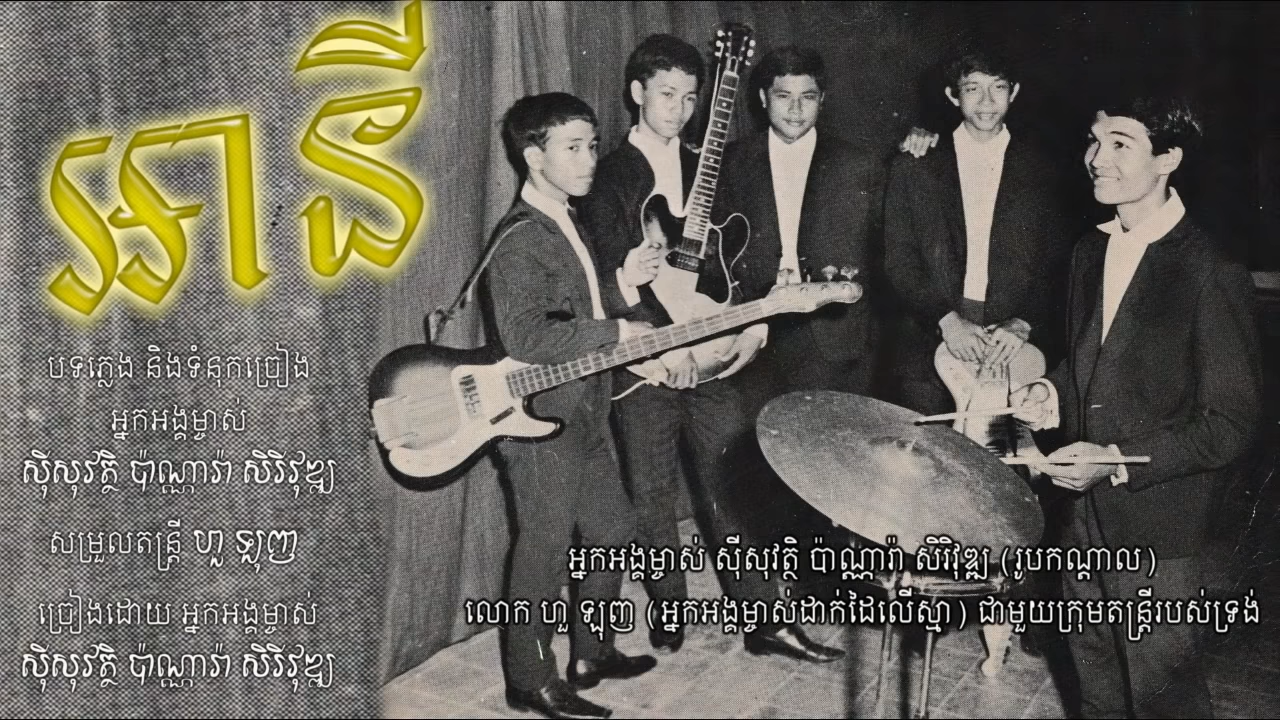 អានី
បទភ្លេង និងទំនុកច្រៀង
អ្នកអង្គម្ចាស់
ស៊ីសុវត្ថិ ប៉ាណ្ណារ៉ា សិរិវុឌ្ឍ
សម្រួលតន្ត្រី ហួ ឡុញ
ច្រៀងដោយ អ្នកអង្គម្ចាស់
ស៊ីសុវត្ថិ ប៉ាណ្ណារ៉ា សិរិវុឌ្ឍ
អ្នកអង្គម្ចាស់ ស៊ីសុវត្ថិ ប៉ាណ្ណារ៉ា សិរិវុឌ្ឍ (រូបកណ្តាល)
លោក ហួ ឡុញ (អ្នកអង្គម្ចាស់ដាក់ដៃលើស្មា) ជាមួយក្រុមតន្ត្រីរបស់ទ្រង់